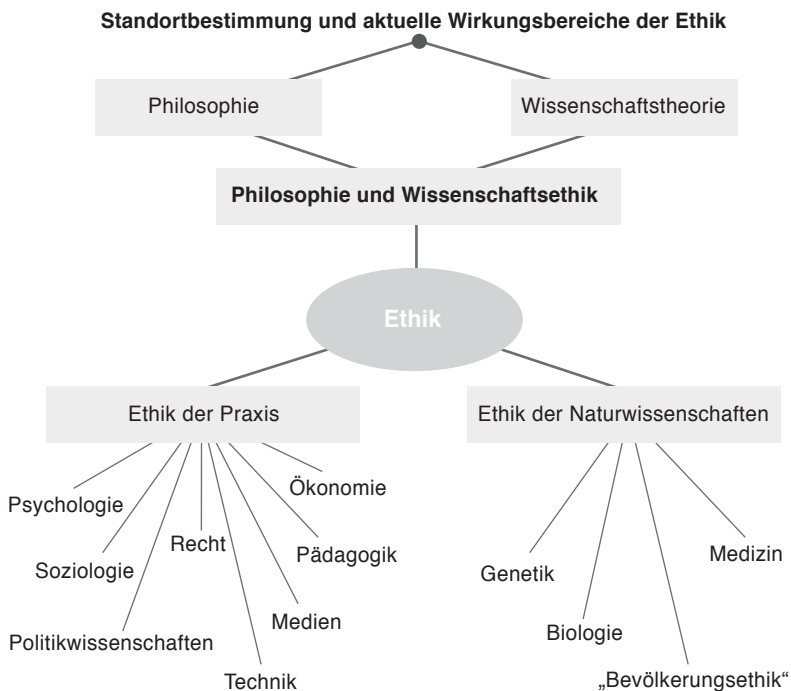 Standortbestimmung und aktuelle Wirkungsbereiche der Ethik
Philosophie
Wissenschaftstheorie
Philosophie und Wissenschaftsethik
Ethik
Ethik der Praxis
Ethik der Naturwissenschaften
Psychologie
Soziologie
Politikwissenschaften
Recht
Technik
Medien
Pädagogik
Ökonomie
Genetik
Biologie
„Bevölkerungsethik“
Medizin